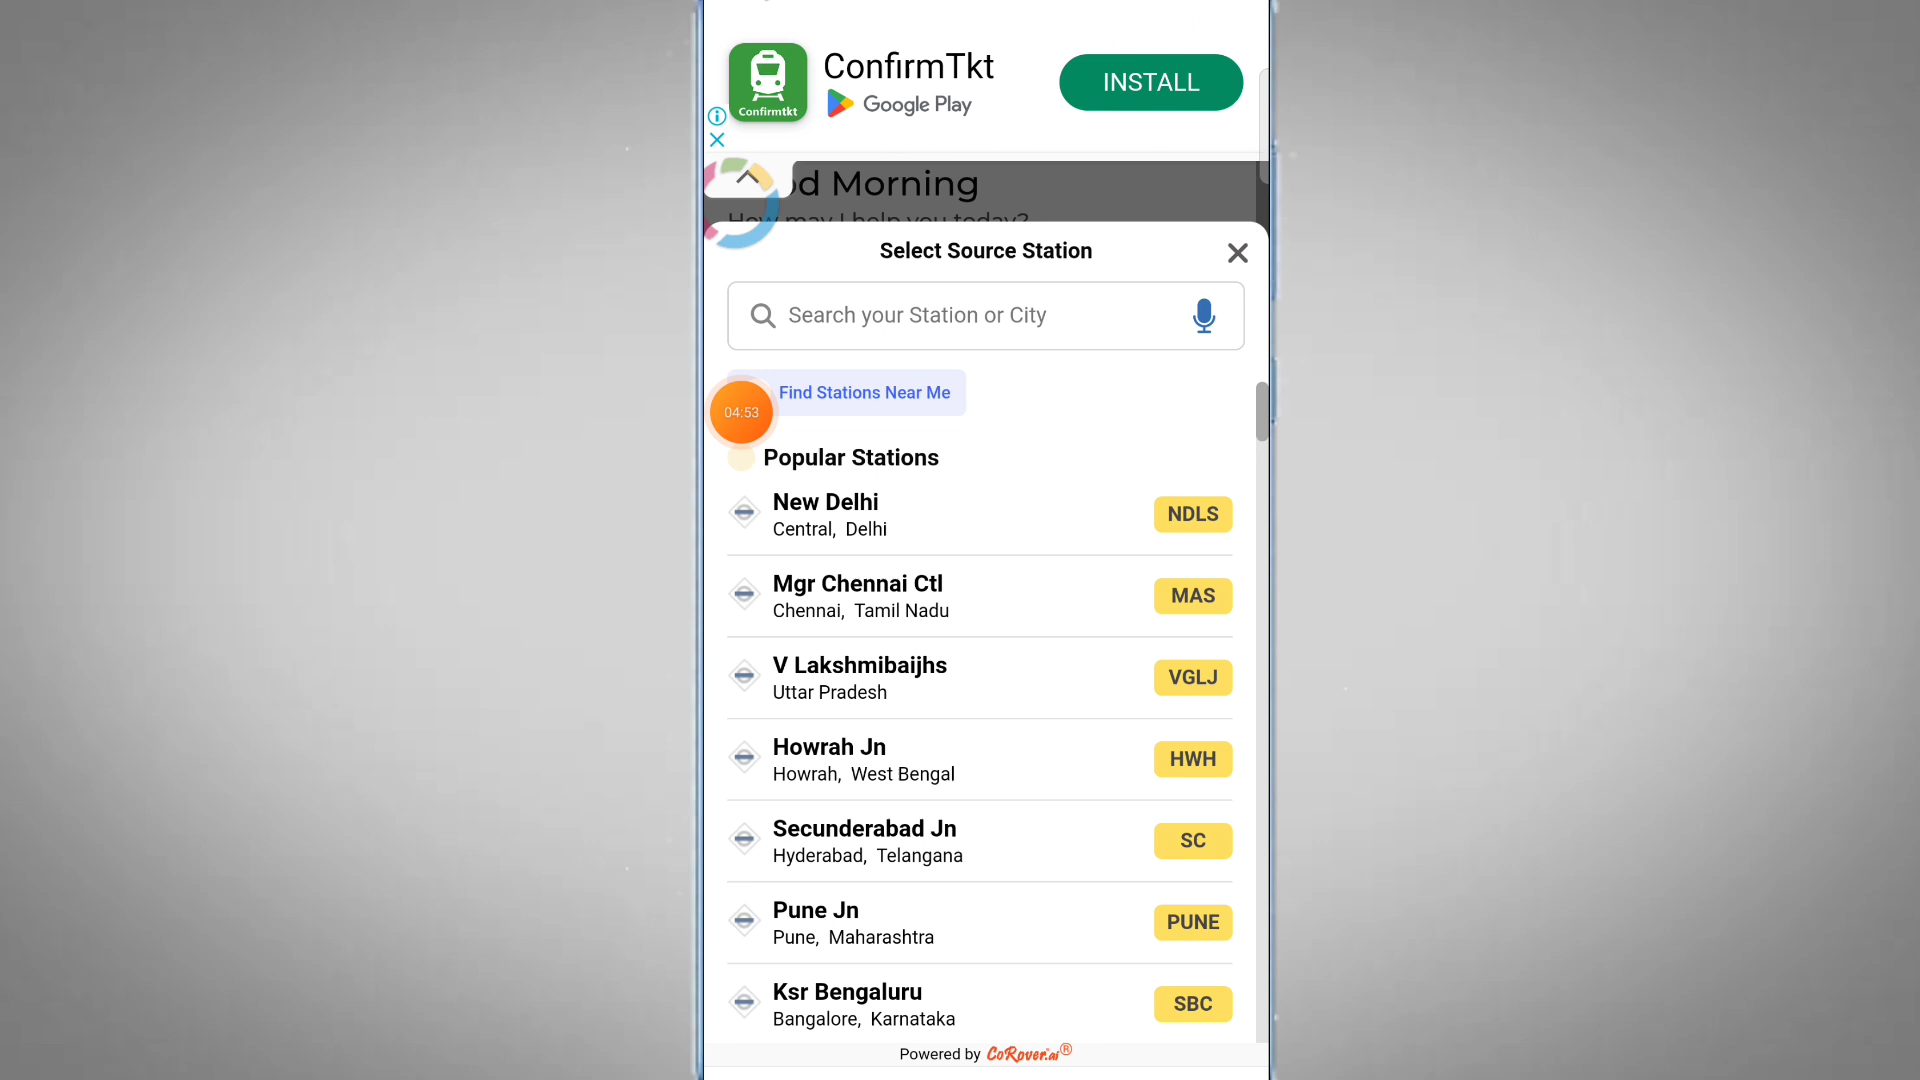 ConfirmTkt
Google Play
INSTALL
Confirmtkt
d Morning
How may I help you today?
Select Source Station
Search your Station or City
Find Stations Near Me
04:53
Popular Stations
New Delhi
Central, Delhi
NDLS
Mgr Chennai Ctl
Chennai, Tamil Nadu
MAS
V Lakshmibaijhs
Uttar Pradesh
VGLJ
Howrah Jn
Howrah, West Bengal
HWH
Secunderabad Jn
Hyderabad, Telangana
SC
Pune Jn
Pune, Maharashtra
PUNE
Ksr Bengaluru
Bangalore, Karnataka
SBC
Powered by CoRover.ai®